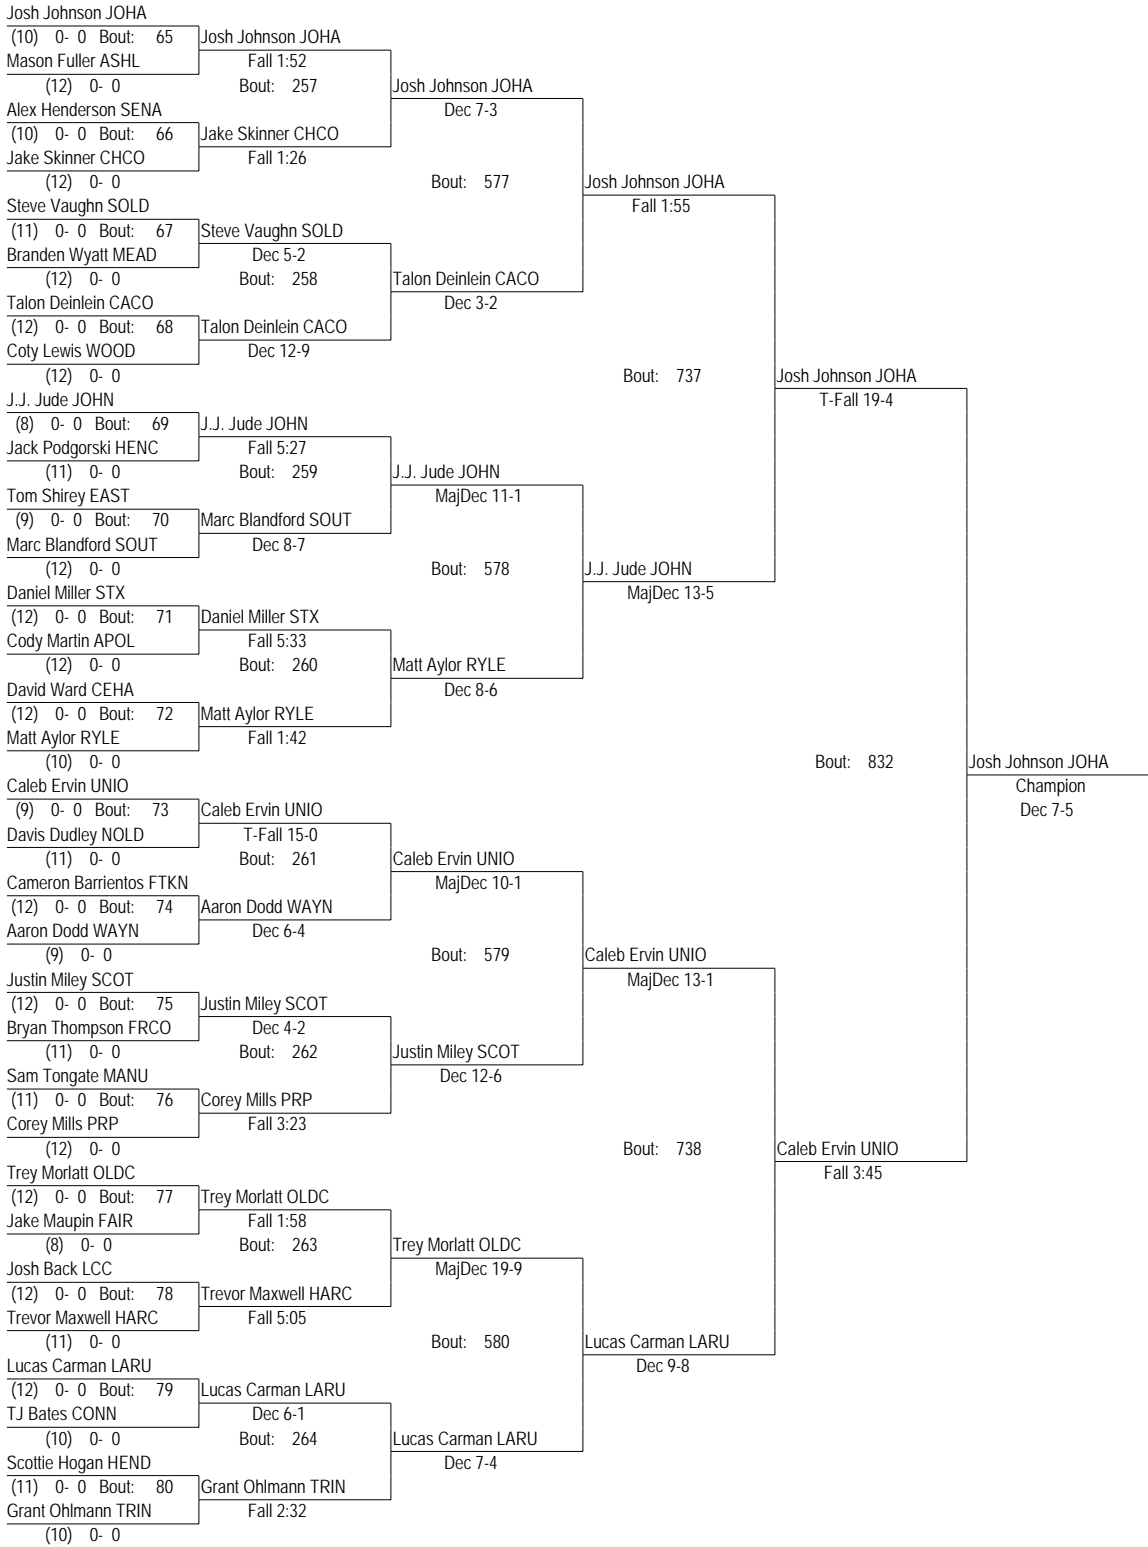 Josh Johnson JOHA
(10) 0- 0 Bout: 65 Josh Johnson JOHA
Mason Fuller ASHL Fall 1:52
(12) 0- 0 Bout: 257 Josh Johnson JOHA
Alex Henderson SENA Dec 7-3
(10) 0- 0 Bout: 66 Jake Skinner CHCO
Jake Skinner CHCO Fall 1:26
(12) 0- 0 Bout: 577 Josh Johnson JOHA
Steve Vaughn SOLD Fall 1:55
(11) 0- 0 Bout: 67 Steve Vaughn SOLD
Branden Wyatt MEAD Dec 5-2
(12) 0- 0 Bout: 258 Talon Deinlein CACO
Talon Deinlein CACO Dec 3-2
(12) 0- 0 Bout: 68 Talon Deinlein CACO
Coty Lewis WOOD Dec 12-9
(12) 0- 0 Bout: 737 Josh Johnson JOHA
J.J. Jude JOHN T-Fall 19-4
(8) 0- 0 Bout: 69 J.J. Jude JOHN
Jack Podgorski HENC Fall 5:27
(11) 0- 0 Bout: 259 J.J. Jude JOHN
Tom Shirey EAST MajDec 11-1
(9) 0- 0 Bout: 70 Marc Blandford SOUT
Marc Blandford SOUT Dec 8-7
(12) 0- 0 Bout: 578 J.J. Jude JOHN
Daniel Miller STX MajDec 13-5
(12) 0- 0 Bout: 71 Daniel Miller STX
Cody Martin APOL Fall 5:33
(12) 0- 0 Bout: 260 Matt Aylor RYLE
David Ward CEHA Dec 8-6
(12) 0- 0 Bout: 72 Matt Aylor RYLE
Matt Aylor RYLE Fall 1:42
(10) 0- 0 Bout: 832 Josh Johnson JOHA
Caleb Ervin UNIO Champion
(9) 0- 0 Bout: 73 Caleb Ervin UNIO Dec 7-5
Davis Dudley NOLD T-Fall 15-0
(11) 0- 0 Bout: 261 Caleb Ervin UNIO
Cameron Barrientos FTKN MajDec 10-1
(12) 0- 0 Bout: 74 Aaron Dodd WAYN
Aaron Dodd WAYN Dec 6-4
(9) 0- 0 Bout: 579 Caleb Ervin UNIO
Justin Miley SCOT MajDec 13-1
(12) 0- 0 Bout: 75 Justin Miley SCOT
Bryan Thompson FRCO Dec 4-2
(11) 0- 0 Bout: 262 Justin Miley SCOT
Sam Tongate MANU Dec 12-6
(11) 0- 0 Bout: 76 Corey Mills PRP
Corey Mills PRP Fall 3:23
(12) 0- 0 Bout: 738 Caleb Ervin UNIO
Trey Morlatt OLDC Fall 3:45
(12) 0- 0 Bout: 77 Trey Morlatt OLDC
Jake Maupin FAIR Fall 1:58
(8) 0- 0 Bout: 263 Trey Morlatt OLDC
Josh Back LCC MajDec 19-9
(12) 0- 0 Bout: 78 Trevor Maxwell HARC
Trevor Maxwell HARC Fall 5:05
(11) 0- 0 Bout: 580 Lucas Carman LARU
Lucas Carman LARU Dec 9-8
(12) 0- 0 Bout: 79 Lucas Carman LARU
TJ Bates CONN Dec 6-1
(10) 0- 0 Bout: 264 Lucas Carman LARU
Scottie Hogan HEND Dec 7-4
(11) 0- 0 Bout: 80 Grant Ohlmann TRIN
Grant Ohlmann TRIN Fall 2:32
(10) 0- 0